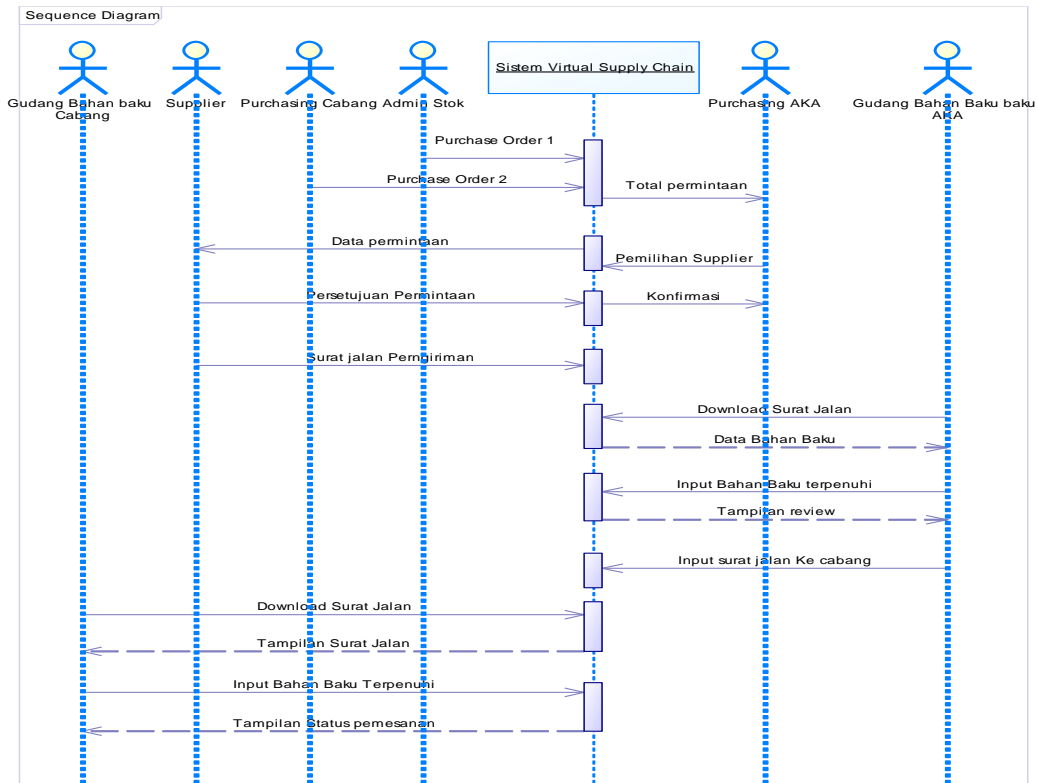 Sequence Diagram
Sistem Virtual Supply Chain
Gudang Bahan baku
Cabang
Supplier
Purchasing Cabang
Admin Stok
Purchasing AKA
Gudang Bahan Baku baku
AKA
Purchase Order 1
Purchase Order 2
Total permintaan
Data permintaan
Pemilihan Supplier
Persetujuan Permintaan
Konfirmasi
Surat jalan Perngiriman
Download Surat Jalan
Data Bahan Baku
Input Bahan Baku terpenuhi
Tampilan review
Input surat jalan Ke cabang
Download Surat Jalan
Tampilan Surat Jalan
Input Bahan Baku Terpenuhi
Tampilan Status pemesanan